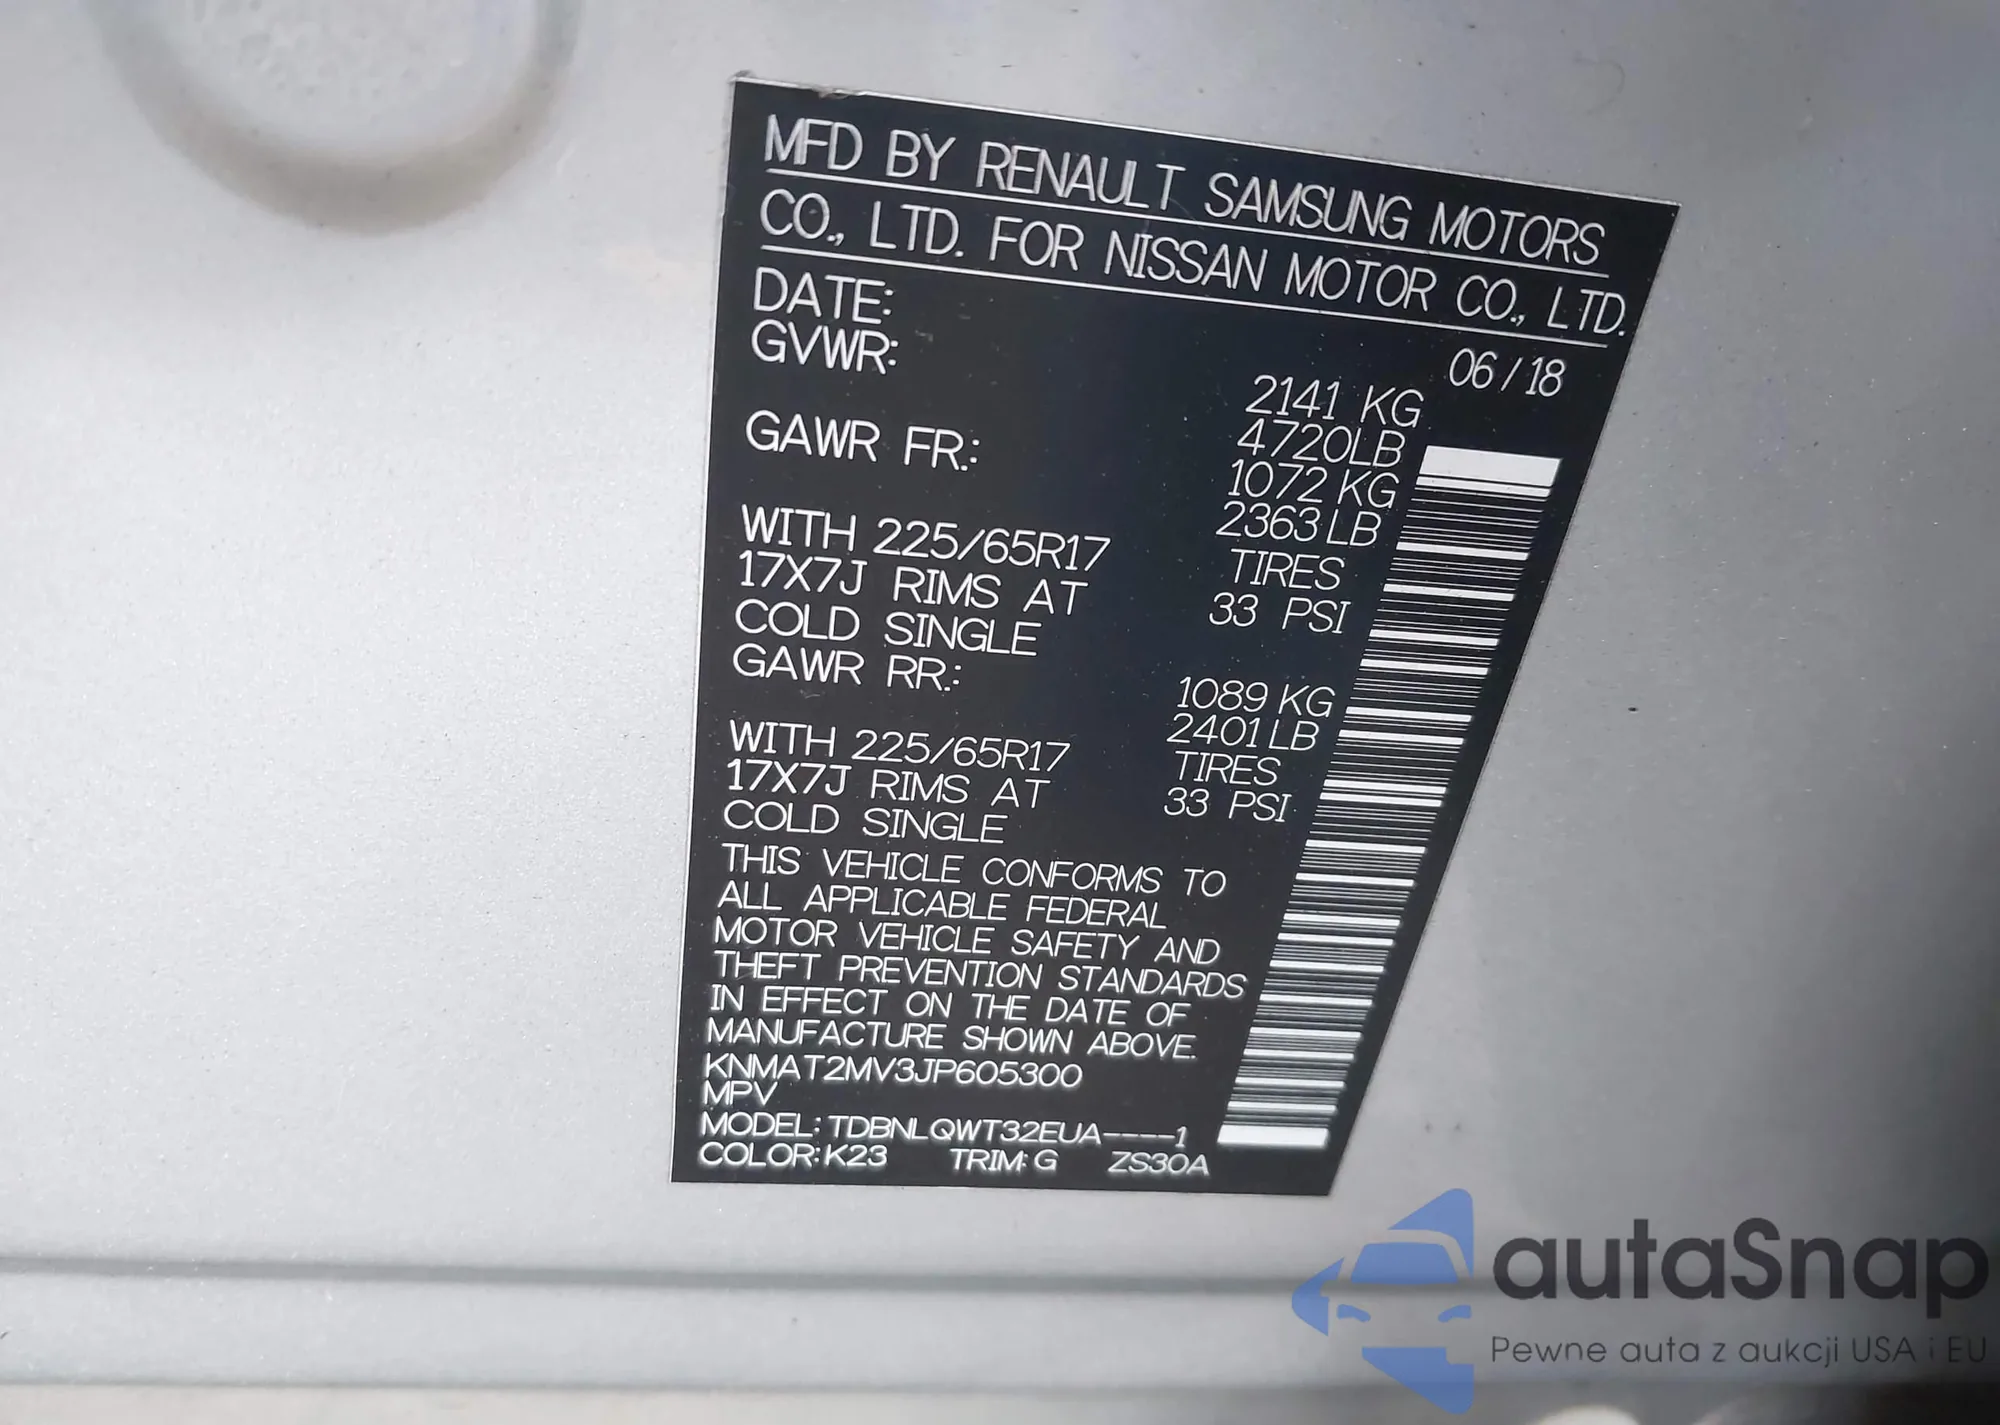 MFD BY RENAULT SAMSUNG MOTORS
CO., LTD. FOR NISSAN MOTOR CO., LTD.
DATE: 06/18
GVWR: 2141 KG
4720LB
GAWR FR.: 1072 KG
2363 LB
WITH 225/65R17 TIRES
17X7J RIMS AT 33 PSI
COLD SINGLE
GAWR RR.: 1089 KG
2401 LB
WITH 225/65R17 TIRES
17X7J RIMS AT 33 PSI
COLD SINGLE
THIS VEHICLE CONFORMS TO
ALL APPLICABLE FEDERAL
MOTOR VEHICLE SAFETY AND
THEFT PREVENTION STANDARDS
IN EFFECT ON THE DATE OF
MANUFACTURE SHOWN ABOVE.
KNMAT2MV3JP605300
MPV
MODEL: TDBNLQWT32EUA----1
COLOR: K23 TRIM: G ZS30A
autaSnap
Pewne auta z aukcji USA i EU